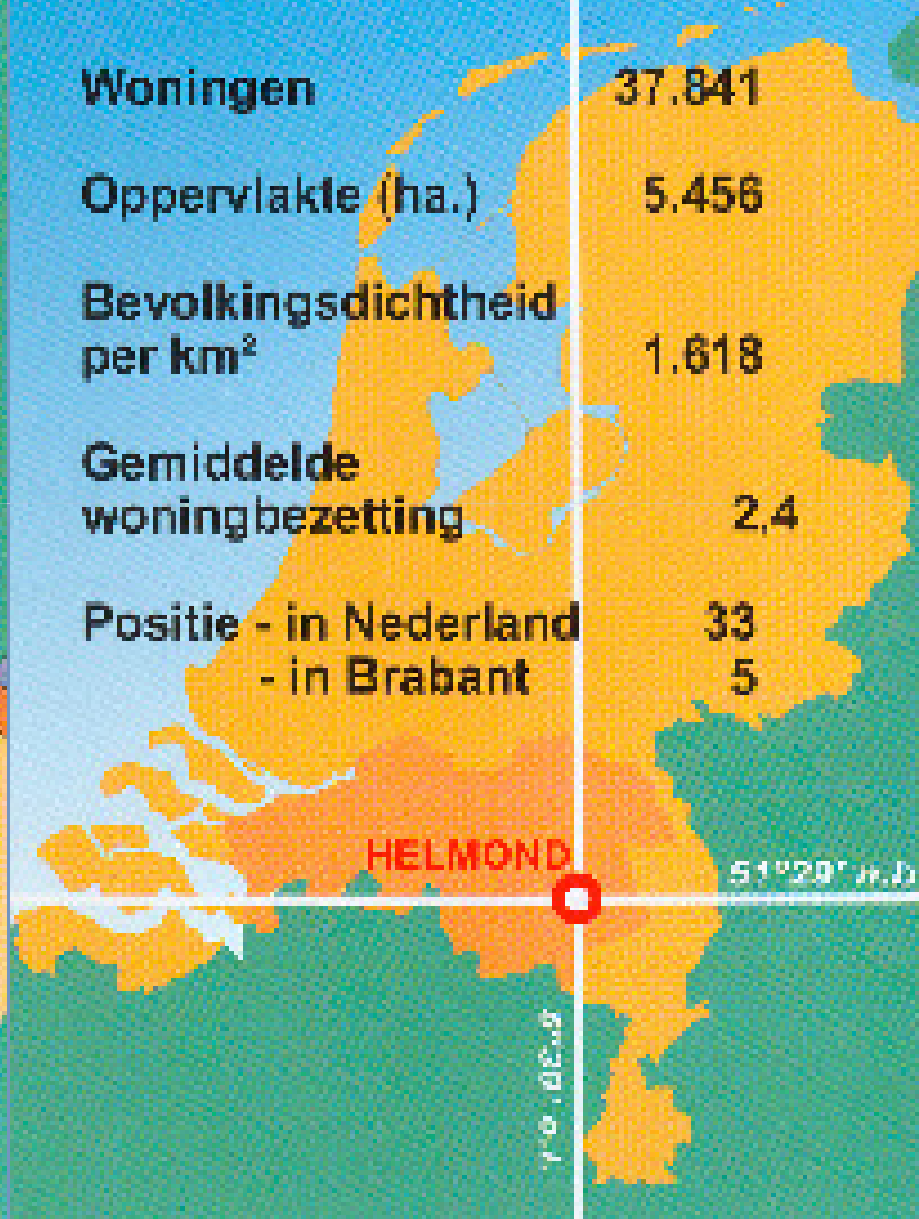 Woningen 37.841
Oppervlakte (ha.) 5.456
Bevolkingsdichtheid
per km² 1.618
Gemiddelde
woningbezetting 2,4
Positie - in Nederland 33
- in Brabant 5
HELMOND
51°29' n.b